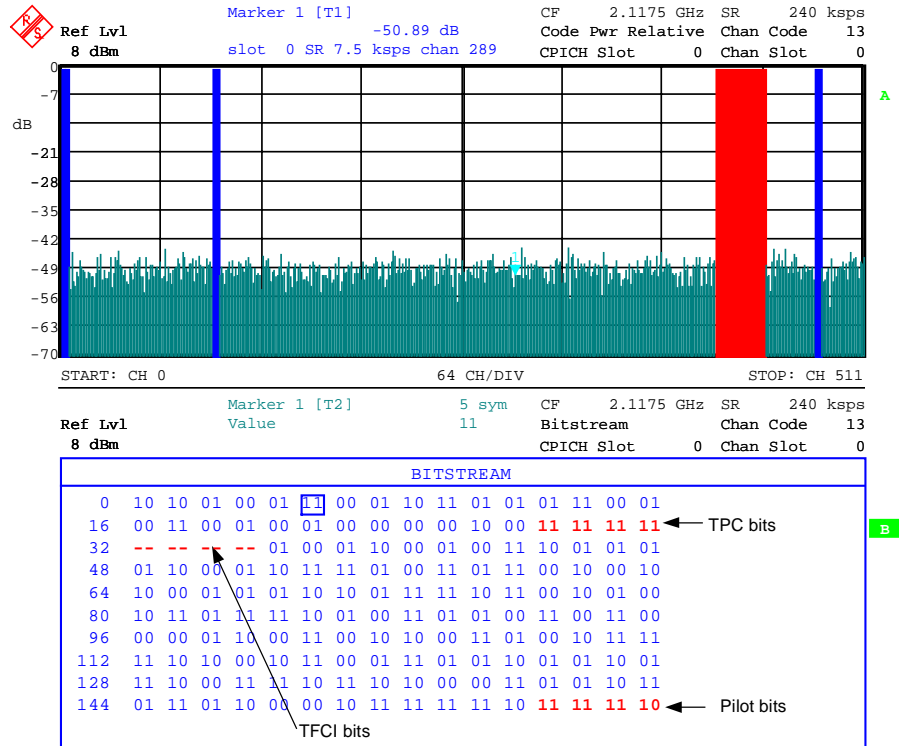 R S
Marker 1 [T1] CF 2.1175 GHz SR 240 ksps
Ref Lvl -50.89 dB Code Pwr Relative Chan Code 13
8 dBm slot 0 SR 7.5 ksps chan 289 CPICH Slot 0 Chan Slot 0
0
-7
A
dB
-21
-28
-35
-42
1
-49
-56
-63
-70
START: CH 0 64 CH/DIV STOP: CH 511
Marker 1 [T2] 5 sym CF 2.1175 GHz SR 240 ksps
Ref Lvl Value 11 Bitstream Chan Code 13
8 dBm CPICH Slot 0 Chan Slot 0
BITSTREAM
0 10 10 01 00 01 11 00 01 10 11 01 01 01 11 00 01
16 00 11 00 01 00 01 00 00 00 00 10 00 11 11 11 11 TPC bits
B
32 -- -- -- -- 01 00 01 10 00 01 00 11 10 01 01 01
48 01 10 00 01 10 11 11 01 00 11 01 11 00 10 00 10
64 10 00 01 01 01 10 10 01 11 11 10 11 00 10 01 00
80 10 11 01 11 11 10 01 00 11 01 01 00 11 00 11 00
96 00 00 01 10 00 11 00 10 10 00 11 01 00 10 11 11
112 11 10 10 00 10 11 00 01 11 01 01 10 01 01 10 01
128 11 10 00 11 11 10 11 10 10 00 00 11 01 01 10 11
144 01 11 01 10 00 00 00 10 11 11 11 10 11 11 11 10 Pilot bits
TFCI bits